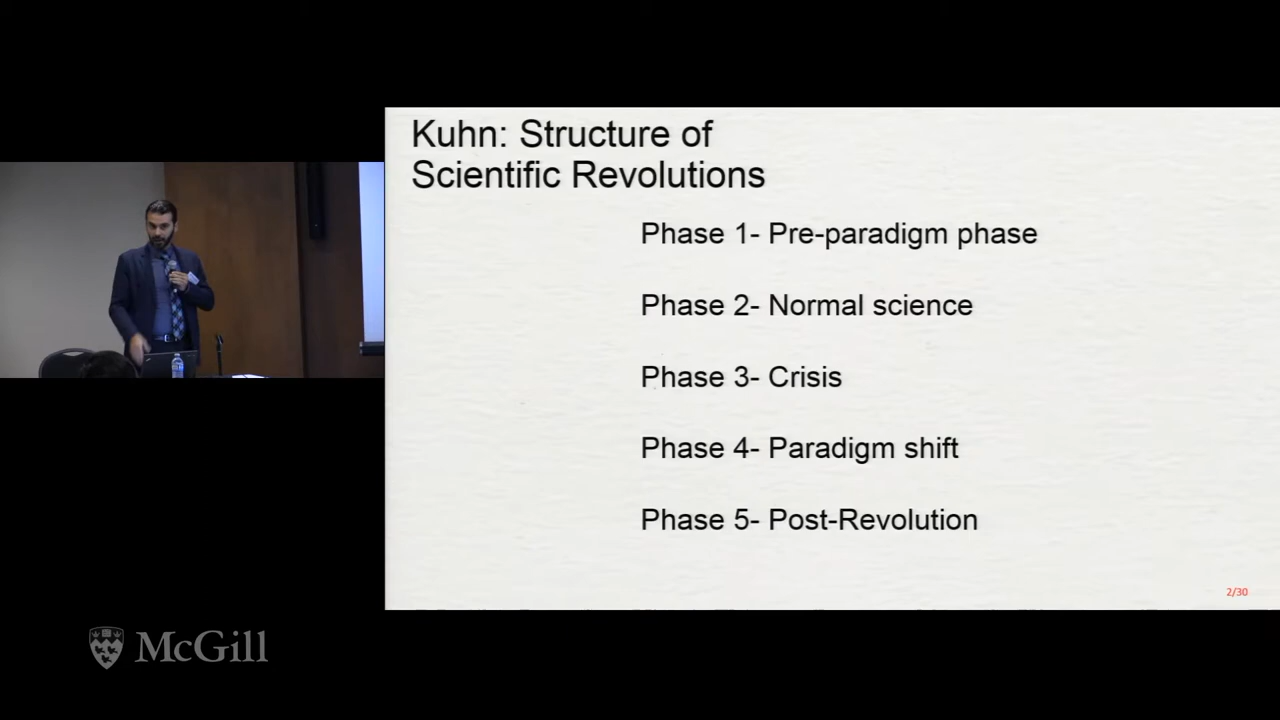 Kuhn: Structure of
Scientific Revolutions
Phase 1- Pre-paradigm phase
Phase 2- Normal science
Phase 3- Crisis
Phase 4- Paradigm shift
Phase 5- Post-Revolution
2/30
McGill